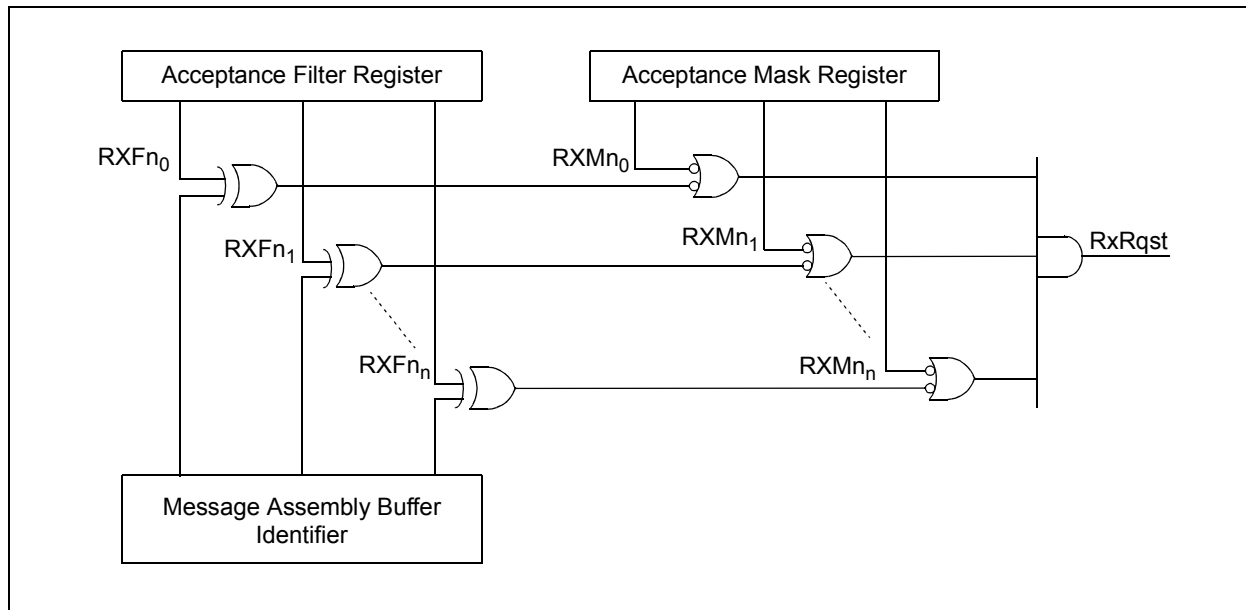 Acceptance Filter Register
Acceptance Mask Register
RXFn0
RXMn0
RXFn1
RXMn1
RxRqst
RXFnn
RXMnn
Message Assembly Buffer
Identifier